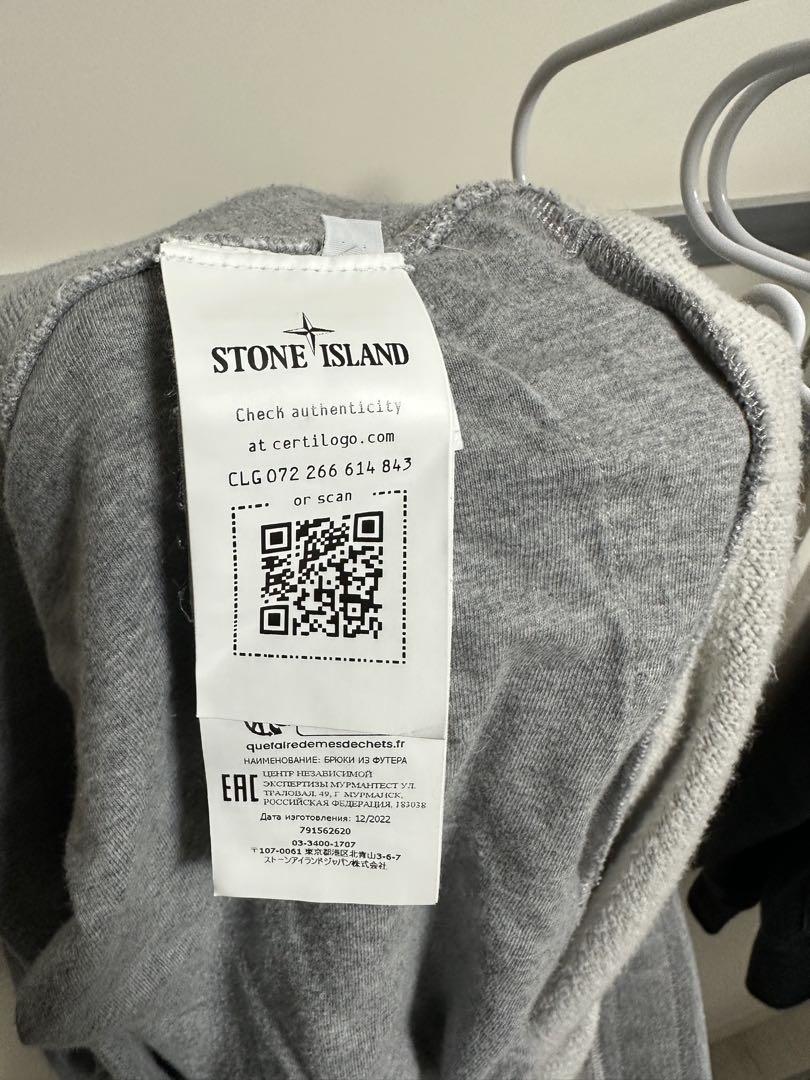 STONE ISLAND
Check authenticity
at certilogo.com
CLG 072 266 614 843
or scan
quefairedemesdechets.fr
НАИМЕНОВАНИЕ: БРЮКИ ИЗ ФУТЕРА
EAC
ЦЕНТР НЕЗАВИСИМОЙ
ЭКСПЕРТИЗЫ МУРМАНТЕСТ УЛ.
ТРАЛОВАЯ, 49, Г. МУРМАНСК,
РОССИЙСКАЯ ФЕДЕРАЦИЯ, 183038
Дата изготовления: 12/2022
791562620
03-3400-1707
〒107-0061 東京都港区北青山3-6-7
ストーンアイランドジャパン株式会社